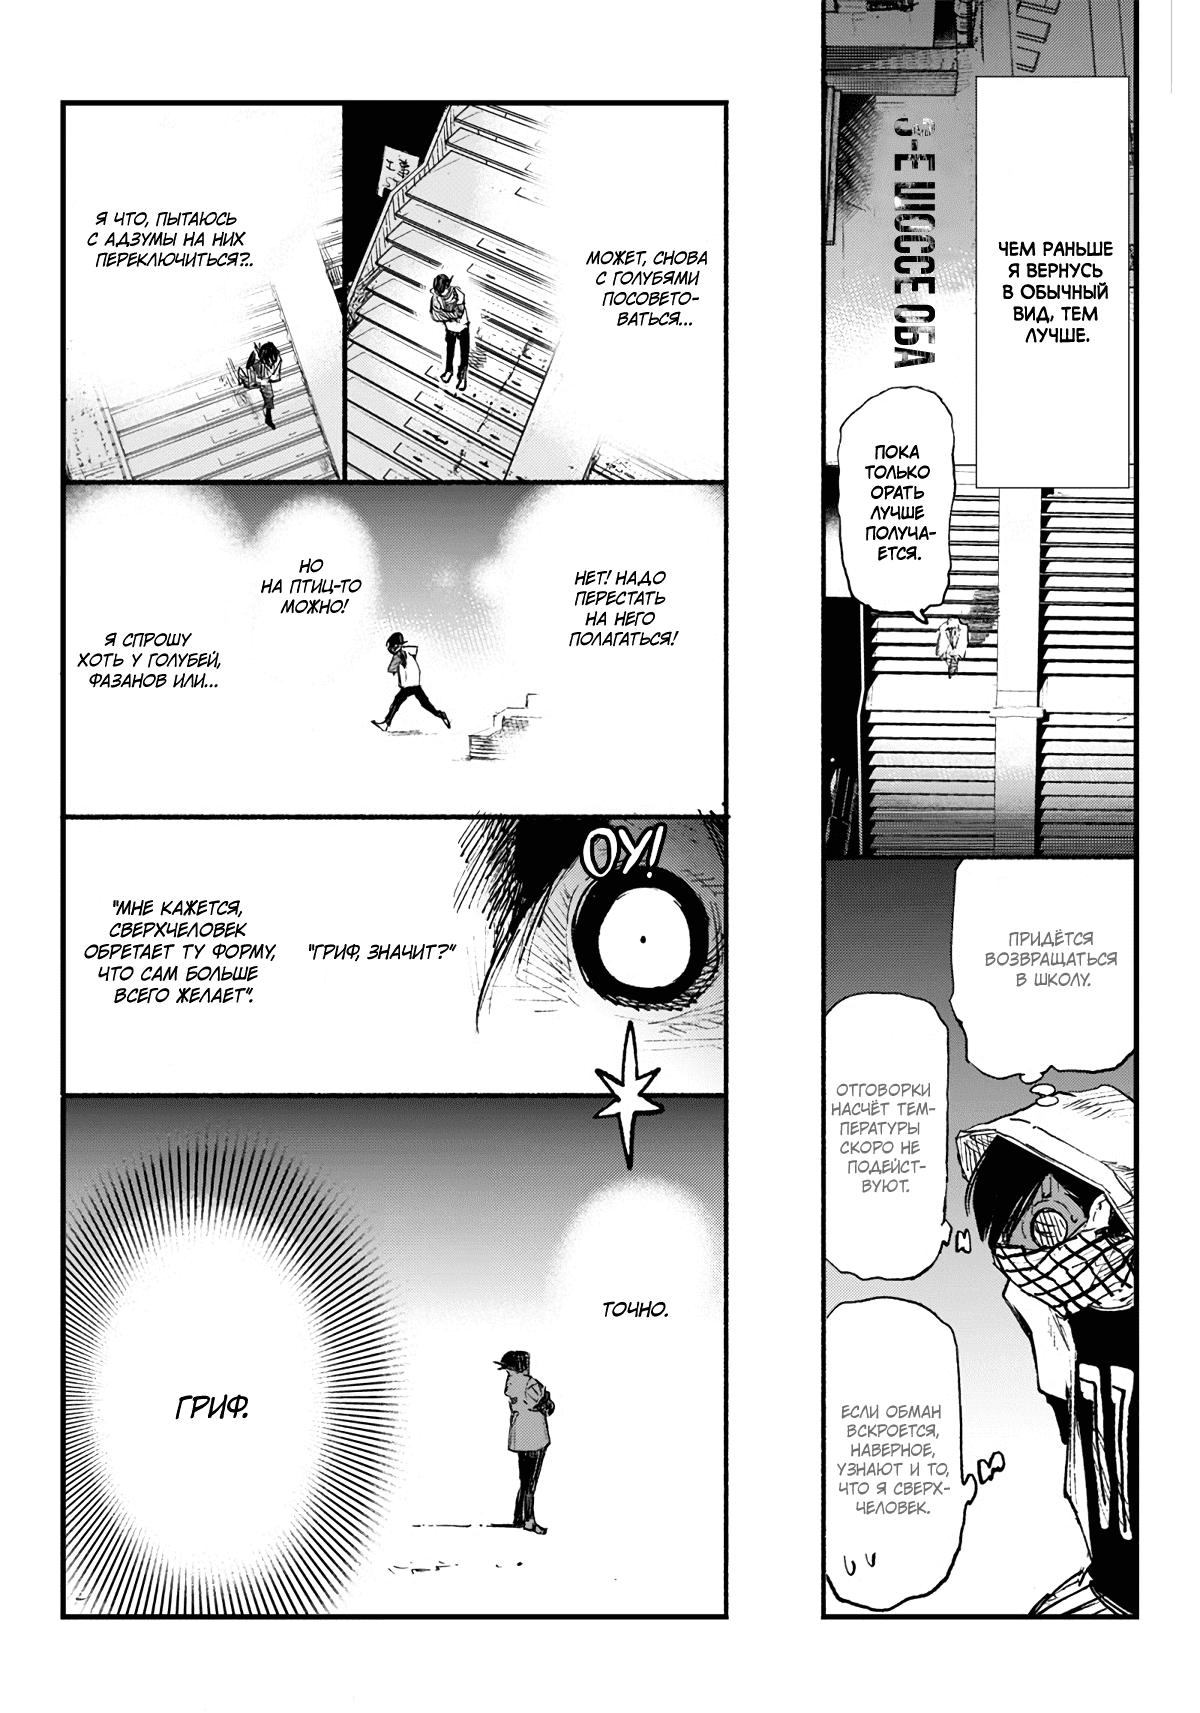 ЧЕМ РАНЬШЕ
Я ВЕРНУСЬ
В ОБЫЧНЫЙ
ВИД, ТЕМ
ЛУЧШЕ.
3-Е ШОССЕ ОБА
ПОКА
ТОЛЬКО
ОРАТЬ
ЛУЧШЕ
ПОЛУЧА-
ЕТСЯ.
ПРИДЁТСЯ
ВОЗВРАЩАТЬСЯ
В ШКОЛУ.
ОТГОВОРКИ
НАСЧЁТ ТЕМ-
ПЕРАТУРЫ
СКОРО НЕ
ПОДЕЙСТ-
ВУЮТ.
ЕСЛИ ОБМАН
ВСКРОЕТСЯ,
НАВЕРНОЕ,
УЗНАЮТ И ТО,
ЧТО Я СВЕРХ-
ЧЕЛОВЕК.
МОЖЕТ, СНОВА
С ГОЛУБЯМИ
ПОСОВЕТО-
ВАТЬСЯ...
Я ЧТО, ПЫТАЮСЬ
С АДЗУМЫ НА НИХ
ПЕРЕКЛЮЧИТЬСЯ?..
НЕТ! НАДО
ПЕРЕСТАТЬ
НА НЕГО
ПОЛАГАТЬСЯ!
НО
НА ПТИЦ-ТО
МОЖНО!
Я СПРОШУ
ХОТЬ У ГОЛУБЕЙ,
ФАЗАНОВ ИЛИ...
ОУ!
"ГРИФ, ЗНАЧИТ?"
"МНЕ КАЖЕТСЯ,
СВЕРХЧЕЛОВЕК
ОБРЕТАЕТ ТУ ФОРМУ,
ЧТО САМ БОЛЬШЕ
ВСЕГО ЖЕЛАЕТ".
ТОЧНО.
ГРИФ.